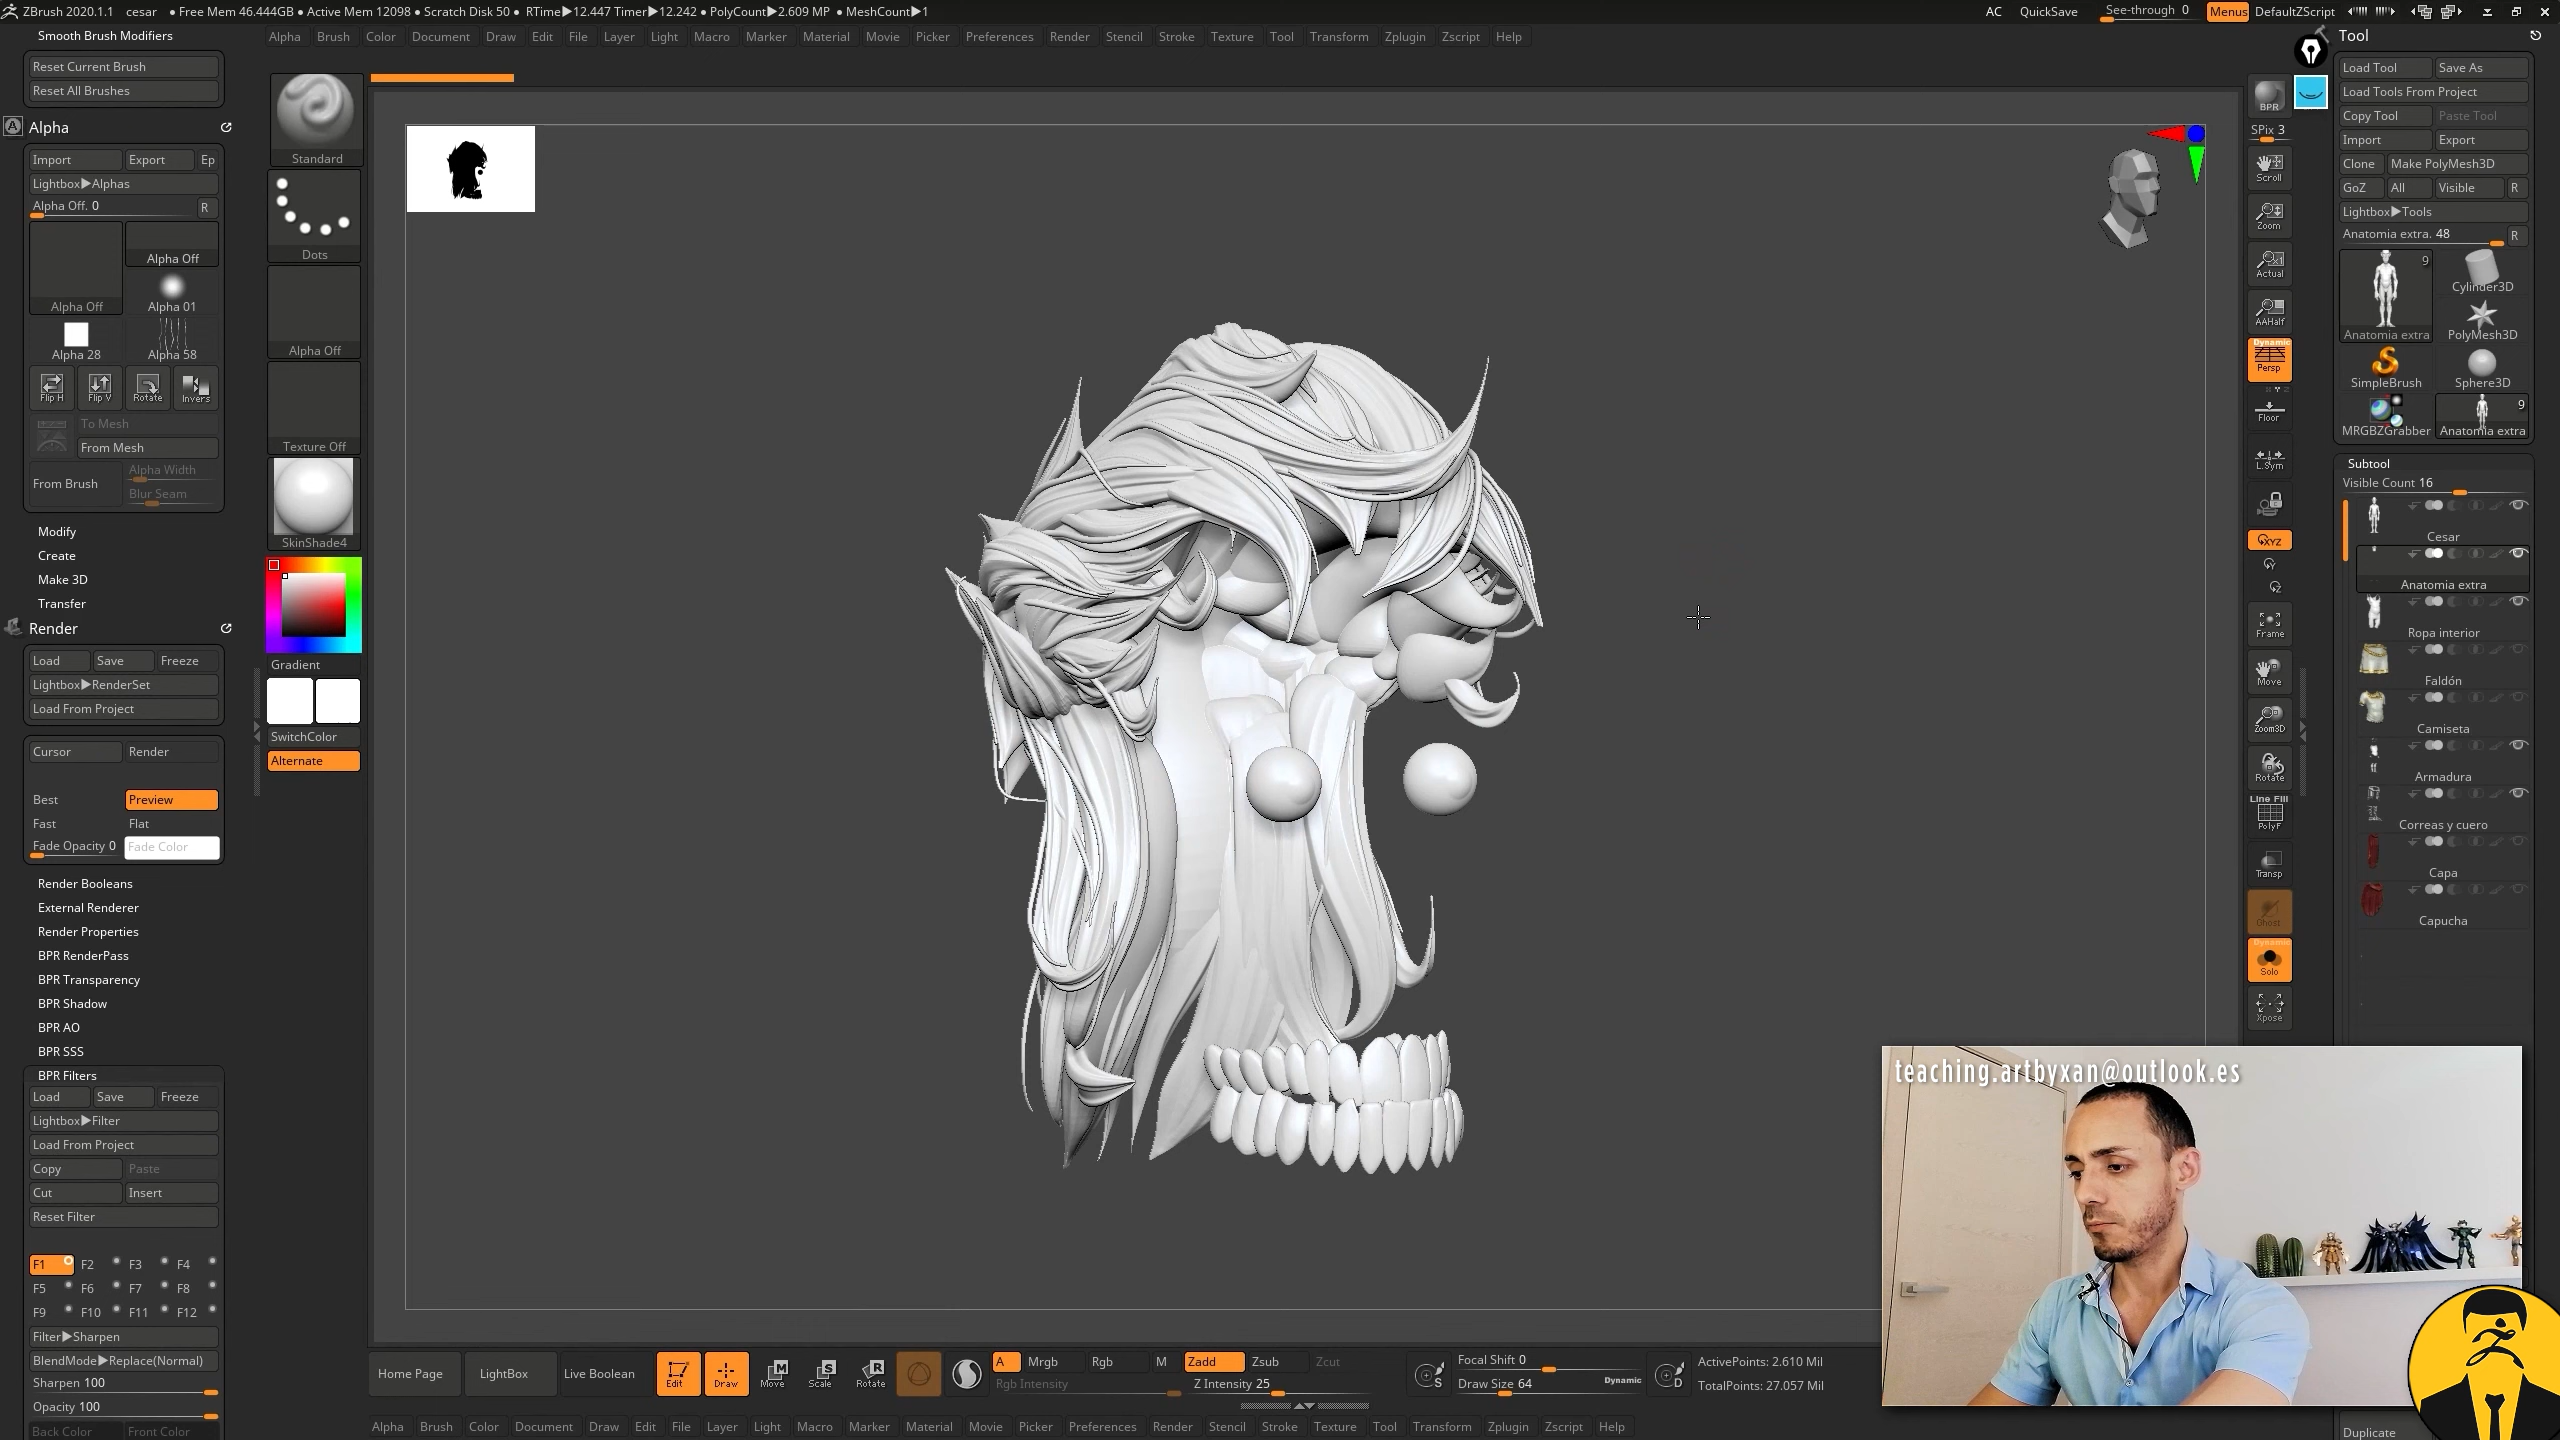 ZBrush 2020.1.1 cesar ● Free Mem 46.444GB ● Active Mem 12098 ● Scratch Disk 50 ● RTime▶12.447 Timer▶12.242 ● PolyCount▶2.609 MP ● MeshCount▶1
AC QuickSave See-through 0 Menus DefaultZScript
Alpha Brush Color Document Draw Edit File Layer Light Macro Marker Material Movie Picker Preferences Render Stencil Stroke Texture Tool Transform Zplugin Zscript Help
Smooth Brush Modifiers
Reset Current Brush
Reset All Brushes
Alpha
Import Export Ep
Lightbox▶Alphas
Alpha Off. 0 R
Alpha Off
Alpha Off Alpha 01
Alpha 28 Alpha 58
Flip H Flip V Rotate Invers
To Mesh
From Mesh
Alpha Width
From Brush
Blur Seam
Modify
Create
Make 3D
Transfer
Render
Load Save Freeze
Lightbox▶RenderSet
Load From Project
Cursor Render
Best Preview
Fast Flat
Fade Opacity 0 Fade Color
Render Booleans
External Renderer
Render Properties
BPR RenderPass
BPR Transparency
BPR Shadow
BPR AO
BPR SSS
BPR Filters
Load Save Freeze
Lightbox▶Filter
Load From Project
Copy Paste
Cut Insert
Reset Filter
F1 F2 F3 F4
F5 F6 F7 F8
F9 F10 F11 F12
Filter▶Sharpen
BlendMode▶Replace(Normal)
Sharpen 100
Opacity 100
Back Color Front Color
Standard
Dots
Alpha Off
Texture Off
SkinShade4
Gradient
SwitchColor
Alternate
BPR
SPix 3
Scroll
Zoom
Actual
AAHalf
Dynamic
Persp
Floor
L.Sym
XYZ
Y
Z
Frame
Move
Zoom3D
Rotate
Line Fill
PolyF
Transp
Ghost
Dynamic
Solo
Xpose
Tool
Load Tool Save As
Load Tools From Project
Copy Tool Paste Tool
Import Export
Clone Make PolyMesh3D
GoZ All Visible R
Lightbox▶Tools
Anatomia extra. 48 R
9
Cylinder3D
Anatomia extra PolyMesh3D
SimpleBrush Sphere3D
9
MRGBZGrabber Anatomia extra
Subtool
Visible Count 16
Cesar
Anatomia extra
Ropa interior
Faldón
Camiseta
Armadura
Correas y cuero
Capa
Capucha
Duplicate
teaching.artbyxan@outlook.es
Home Page LightBox Live Boolean Edit Draw Move Scale Rotate
A Mrgb Rgb M Zadd Zsub Zcut
Rgb Intensity Z Intensity 25
Focal Shift 0
Draw Size 64 Dynamic
ActivePoints: 2.610 Mil
TotalPoints: 27.057 Mil
Alpha Brush Color Document Draw Edit File Layer Light Macro Marker Material Movie Picker Preferences Render Stencil Stroke Texture Tool Transform Zplugin Zscript Help